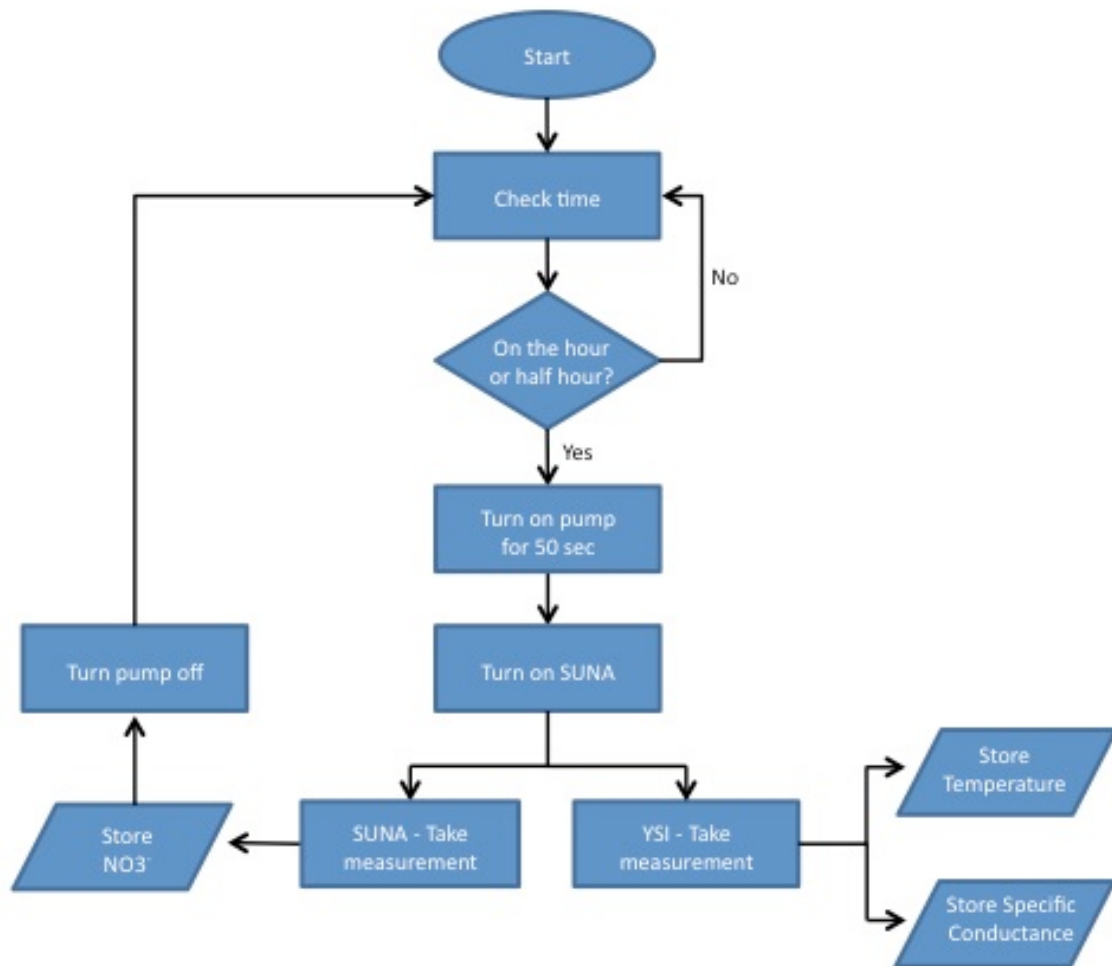 Start
Check time
No
On the hour
or half hour?
Yes
Turn on pump
for 50 sec
Turn pump off
Turn on SUNA
Store
Temperature
Store
NO3⁻
SUNA - Take
measurement
YSI - Take
measurement
Store Specific
Conductance